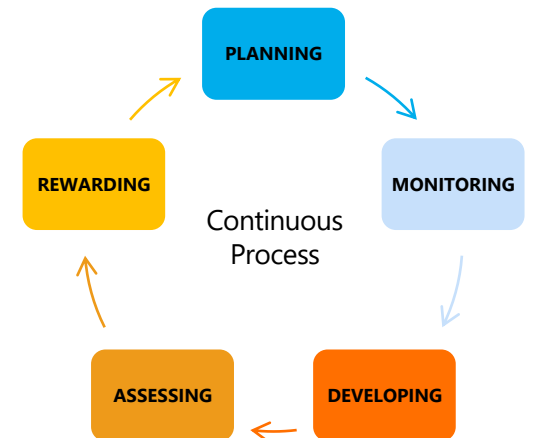 PLANNING
MONITORING
DEVELOPING
ASSESSING
REWARDING
Continuous
Process